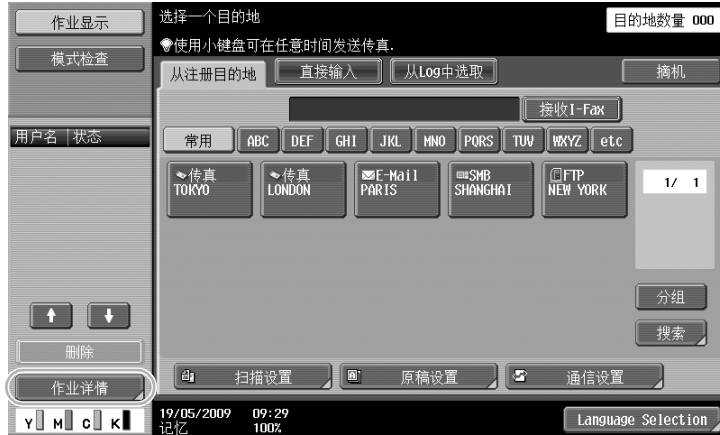 作业显示
模式检查
用户名 状态
删除
作业详情
Y M C K
选择一个目的地
目的地数量 000
使用小键盘可在任意时间发送传真.
从注册目的地 直接输入 从Log中选取 摘机
接收I-Fax
常用 ABC DEF GHI JKL MNO PQRS TUV WXYZ etc
传真
TOKYO
传真
LONDON
E-Mail
PARIS
SMB
SHANGHAI
FTP
NEW YORK
1/ 1
分组
搜索
扫描设置 原稿设置 通信设置
19/05/2009 09:29
记忆 100%
Language Selection